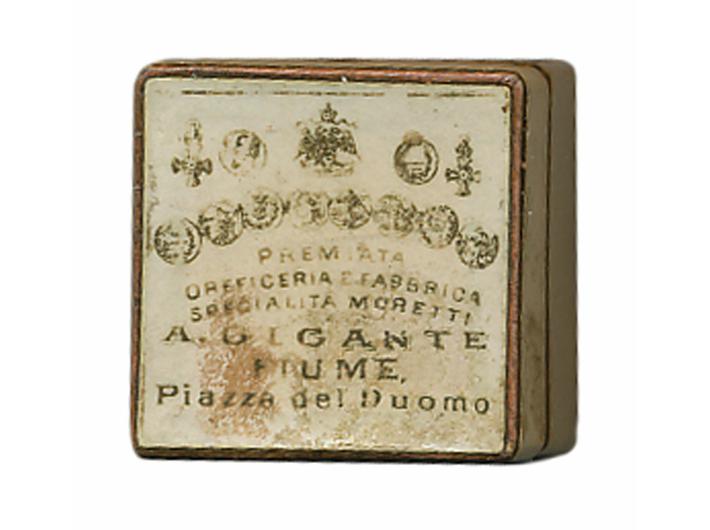 PREMIATA
OREFICERIA E FABBRICA
SPECIALITÀ MORETTI
A. GIGANTE
FIUME,
Piazza del Duomo